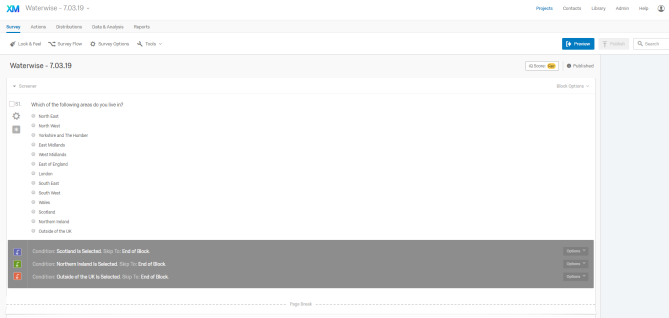 XM Waterwise - 7.03.19
Projects Contacts Library Admin Help
Survey Actions Distributions Data & Analysis Reports
Look & Feel Survey Flow Survey Options Tools
Preview Publish Search
Waterwise - 7.03.19
iQ Score: Fair Published
Screener Block Options
S1. Which of the following areas do you live in?
North East
North West
Yorkshire and The Humber
East Midlands
West Midlands
East of England
London
South East
South West
Wales
Scotland
Northern Ireland
Outside of the UK
Condition: Scotland Is Selected. Skip To: End of Block. Options
Condition: Northern Ireland Is Selected. Skip To: End of Block. Options
Condition: Outside of the UK Is Selected. Skip To: End of Block. Options
Page Break